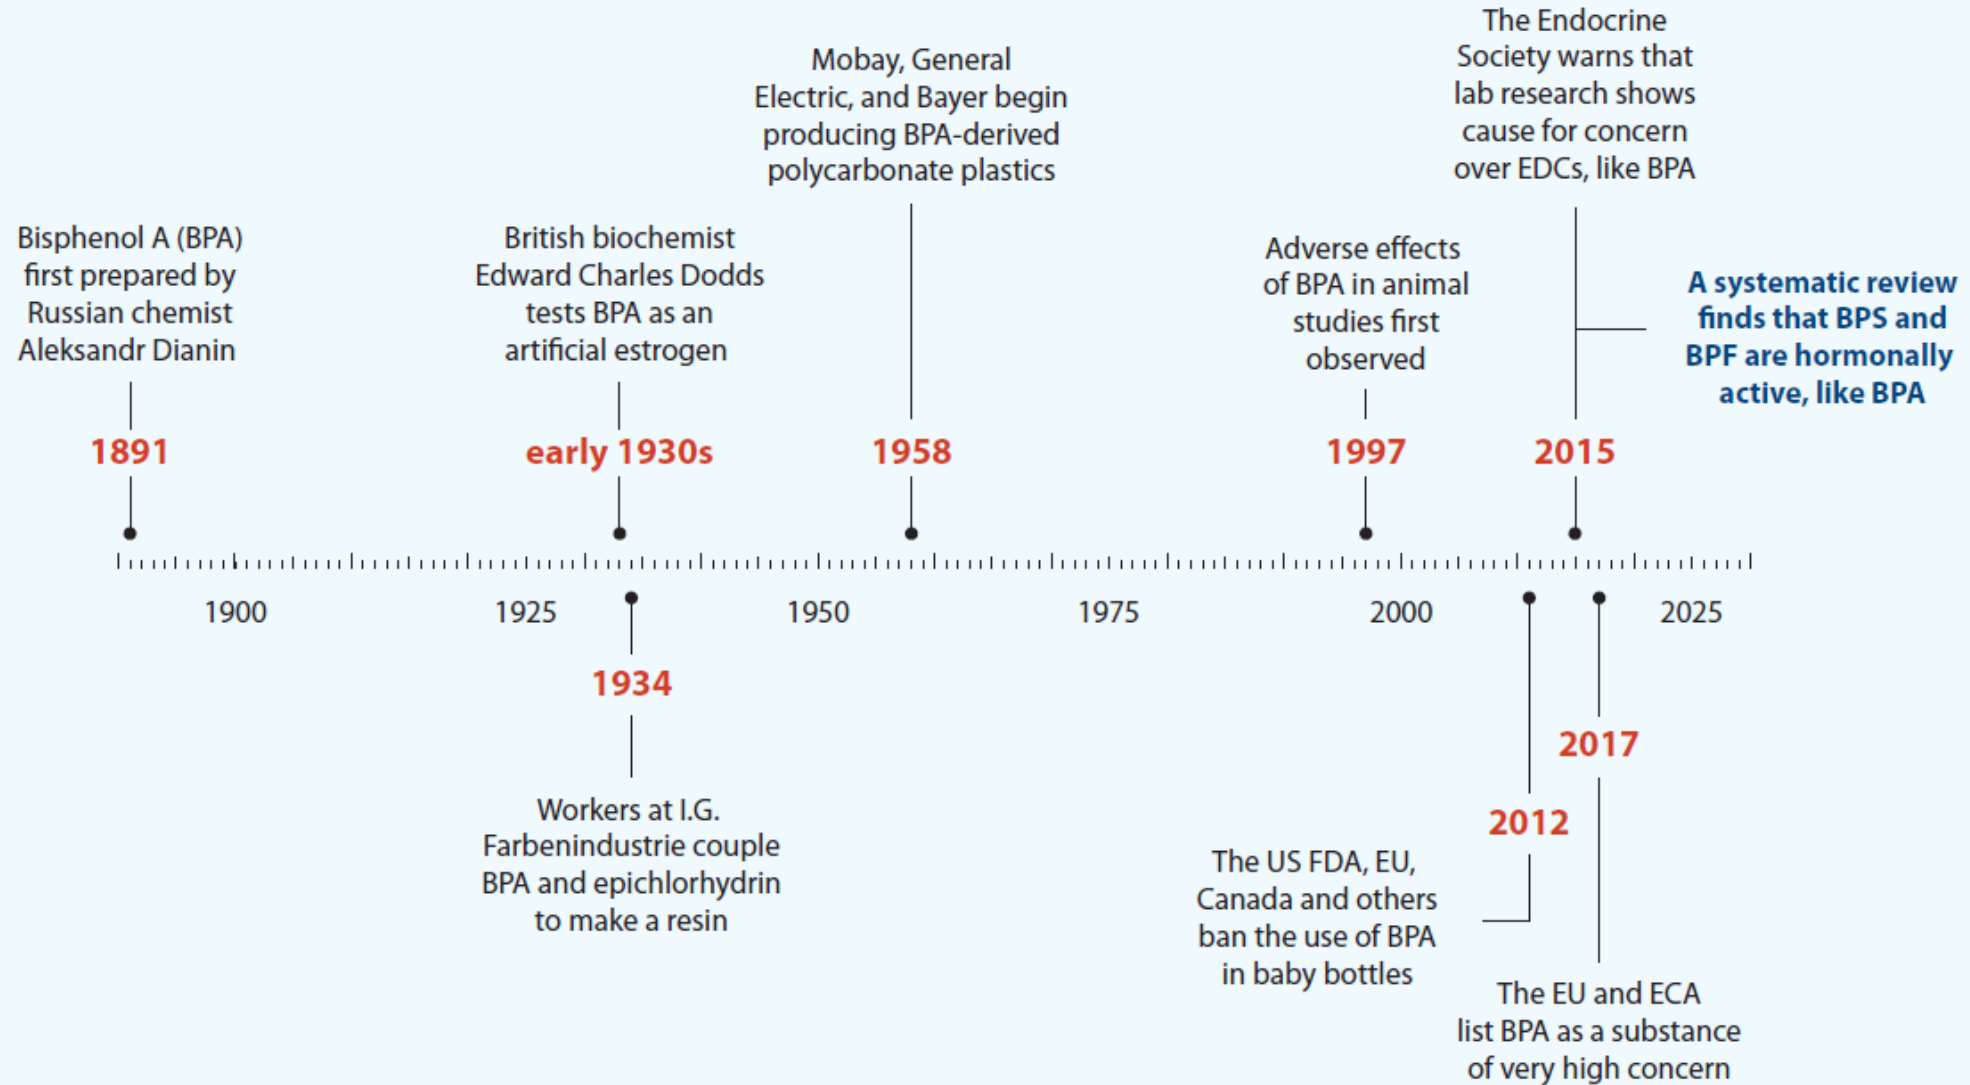 Bisphenol A (BPA)
first prepared by
Russian chemist
Aleksandr Dianin
1891
British biochemist
Edward Charles Dodds
tests BPA as an
artificial estrogen
early 1930s
Mobay, General
Electric, and Bayer begin
producing BPA-derived
polycarbonate plastics
1958
Adverse effects
of BPA in animal
studies first
observed
1997
The Endocrine
Society warns that
lab research shows
cause for concern
over EDCs, like BPA
A systematic review
finds that BPS and
BPF are hormonally
active, like BPA
2015
1900
1925
1950
1975
2000
2025
1934
Workers at I.G.
Farbenindustrie couple
BPA and epichlorhydrin
to make a resin
2012
The US FDA, EU,
Canada and others
ban the use of BPA
in baby bottles
2017
The EU and ECA
list BPA as a substance
of very high concern